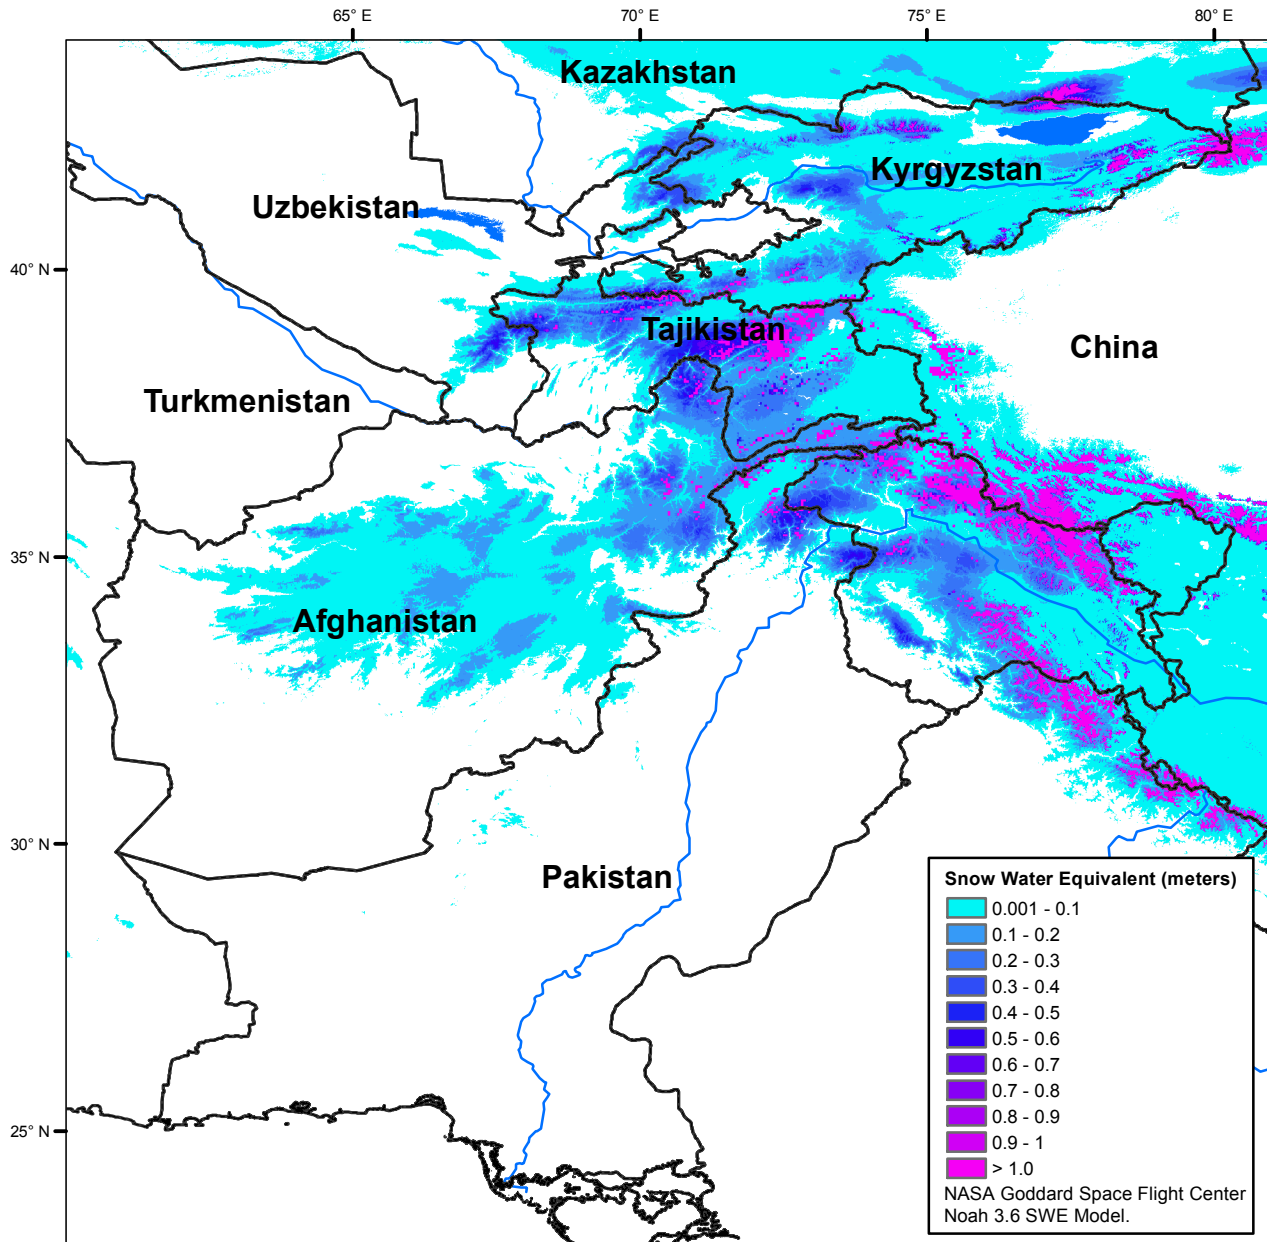 65° E
70° E
75° E
80° E
Kazakhstan
Kyrgyzstan
Uzbekistan
40° N
Tajikistan
China
Turkmenistan
35° N
Afghanistan
30° N
Pakistan
25° N
Snow Water Equivalent (meters)
0.001 - 0.1
0.1 - 0.2
0.2 - 0.3
0.3 - 0.4
0.4 - 0.5
0.5 - 0.6
0.6 - 0.7
0.7 - 0.8
0.8 - 0.9
0.9 - 1
> 1.0
NASA Goddard Space Flight Center
Noah 3.6 SWE Model.